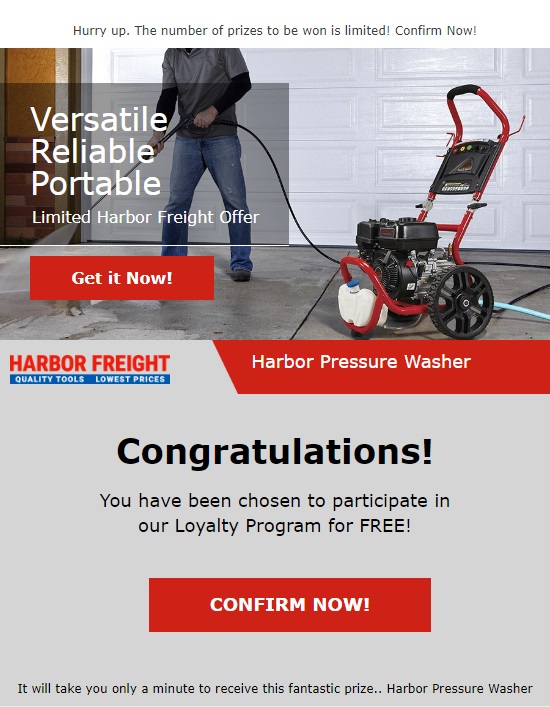 Hurry up. The number of prizes to be won is limited! Confirm Now!
Versatile
Reliable
Portable
Limited Harbor Freight Offer
Get it Now!
HARBOR FREIGHT
QUALITY TOOLS LOWEST PRICES
Harbor Pressure Washer
Congratulations!
You have been chosen to participate in
our Loyalty Program for FREE!
CONFIRM NOW!
It will take you only a minute to receive this fantastic prize.. Harbor Pressure Washer